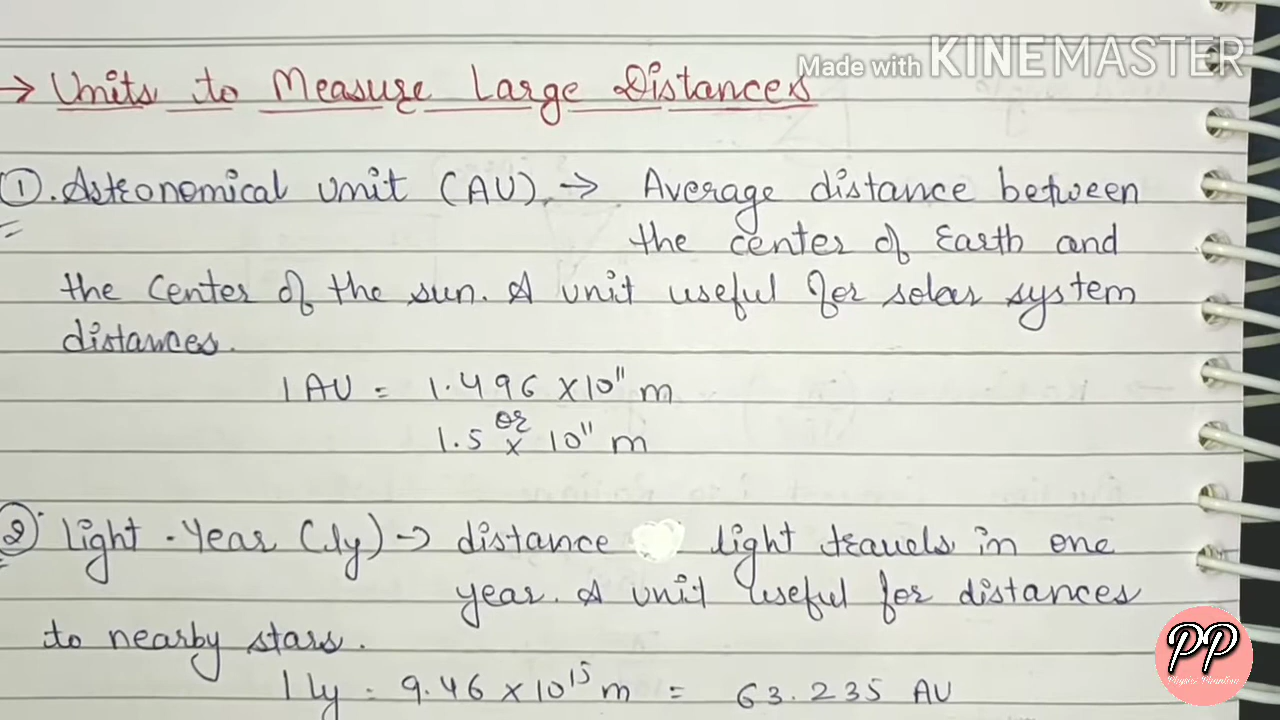 Made with KINEMASTER
→ Units to Measure Large Distances
① Astronomical unit (AU) → Average distance between
the center of Earth and
the center of the sun. A unit useful for solar system
distances.
1 AU = 1.496 × 10¹¹ m
or
1.5 × 10¹¹ m
② Light-Year (ly) → distance light travels in one
year. A unit useful for distances
to nearby stars.
1 ly = 9.46 × 10¹⁵ m = 63.235 AU
PP